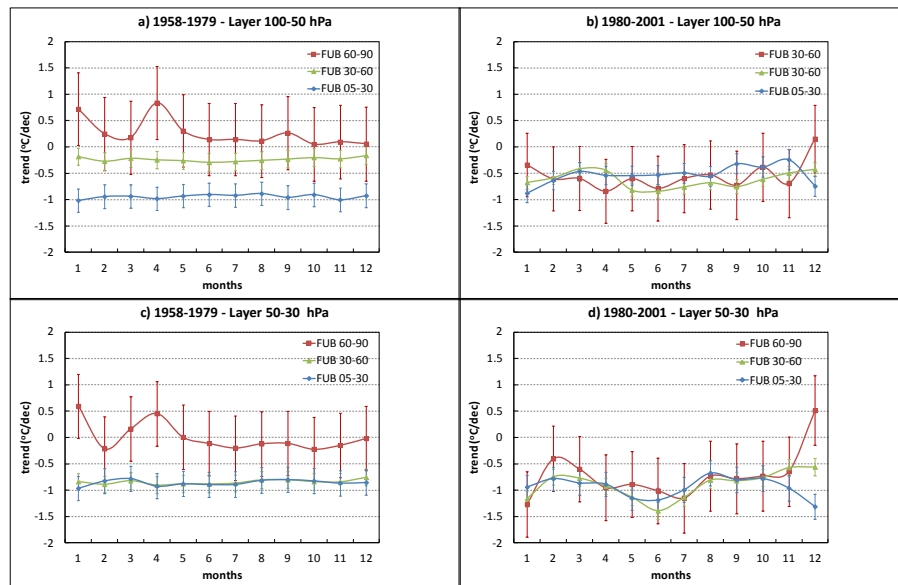 a) 1958-1979 - Layer 100-50 hPa
2
1.5
1
0.5
0
-0.5
-1
-1.5
-2
trend (°C/dec)
FUB 60-90
FUB 30-60
FUB 05-30
1 2 3 4 5 6 7 8 9 10 11 12
months
b) 1980-2001 - Layer 100-50 hPa
2
1.5
1
0.5
0
-0.5
-1
-1.5
-2
trend (°C/dec)
FUB 30-60
FUB 30-60
FUB 05-30
1 2 3 4 5 6 7 8 9 10 11 12
months
c) 1958-1979 - Layer 50-30 hPa
2
1.5
1
0.5
0
-0.5
-1
-1.5
-2
trend (°C/dec)
FUB 60-90
FUB 30-60
FUB 05-30
1 2 3 4 5 6 7 8 9 10 11 12
months
d) 1980-2001 - Layer 50-30 hPa
2
1.5
1
0.5
0
-0.5
-1
-1.5
-2
trend (°C/dec)
FUB 60-90
FUB 30-60
FUB 05-30
1 2 3 4 5 6 7 8 9 10 11 12
months